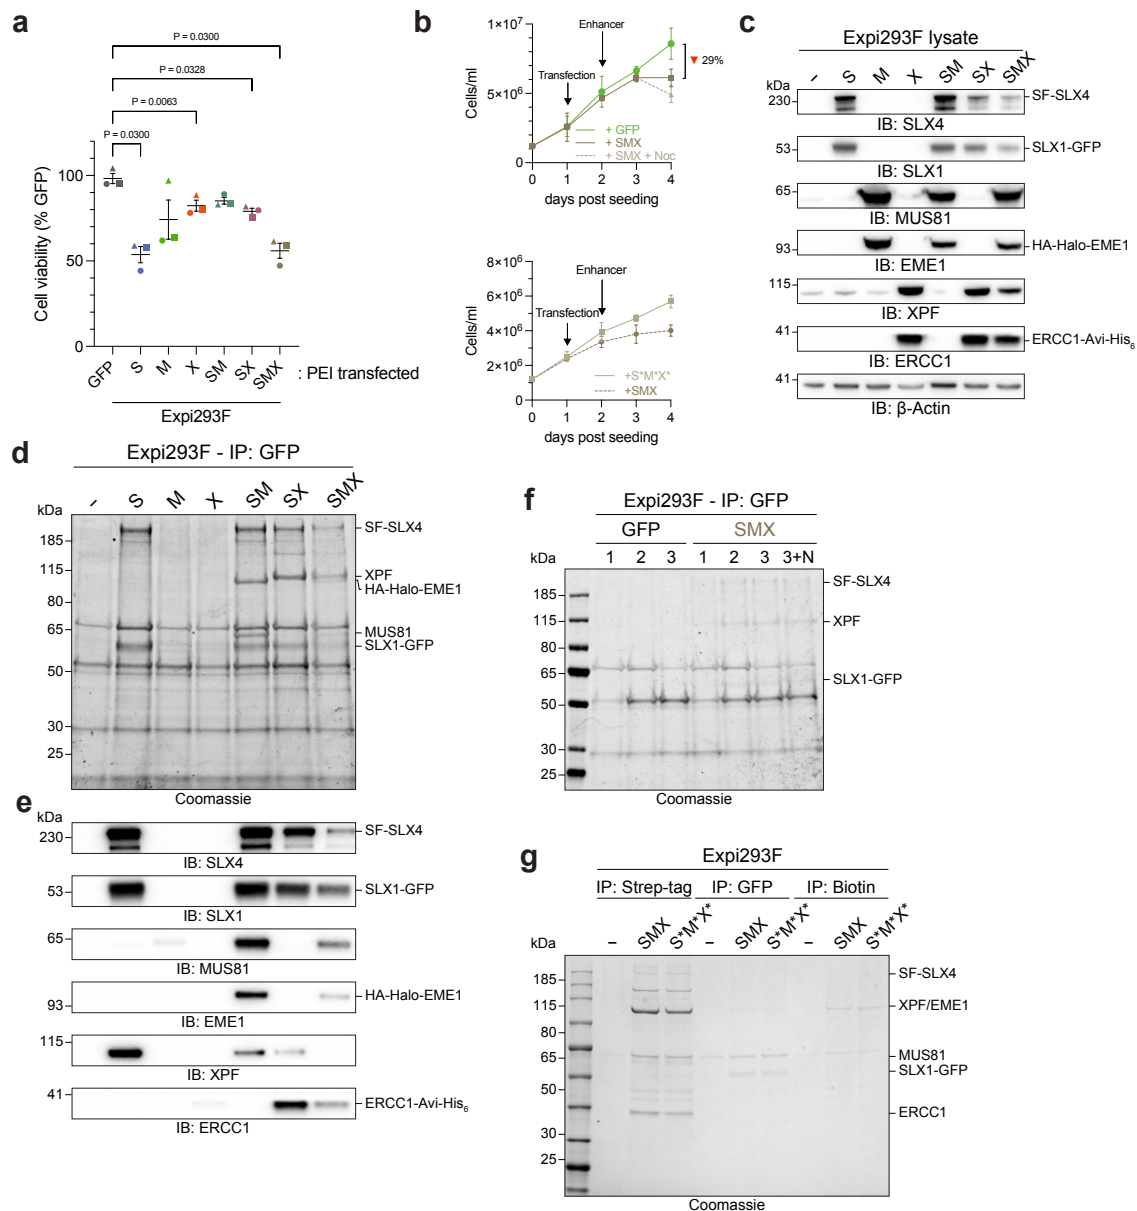 a
P = 0.0300
P = 0.0328
P = 0.0063
P = 0.0300
Cell viability (% GFP)
100
50
0
GFP S M X SM SX SMX : PEI transfected
Expi293F
b
1×10⁷
5×10⁶
0
Cells/ml
Enhancer
Transfection
▼ 29%
+ GFP
+ SMX
+ SMX + Noc
0 1 2 3 4
days post seeding
8×10⁶
6×10⁶
4×10⁶
2×10⁶
0
Cells/ml
Enhancer
Transfection
+S*M*X*
+SMX
0 1 2 3 4
days post seeding
c
Expi293F lysate
– S M X SM SX SMX
kDa
230 SF-SLX4
IB: SLX4
53 SLX1-GFP
IB: SLX1
65
IB: MUS81
93 HA-Halo-EME1
IB: EME1
115
IB: XPF
41 ERCC1-Avi-His₆
IB: ERCC1
41
IB: β-Actin
d
Expi293F - IP: GFP
– S M X SM SX SMX
kDa
SF-SLX4
185
115
XPF
HA-Halo-EME1
80
65
MUS81
SLX1-GFP
50
30
25
Coomassie
e
kDa
230 SF-SLX4
IB: SLX4
53 SLX1-GFP
IB: SLX1
65
IB: MUS81
93 HA-Halo-EME1
IB: EME1
115
IB: XPF
41 ERCC1-Avi-His₆
IB: ERCC1
f
Expi293F - IP: GFP
GFP SMX
kDa 1 2 3 1 2 3 3+N
SF-SLX4
185
115 XPF
80
65
SLX1-GFP
50
30
25
Coomassie
g
Expi293F
IP: Strep-tag IP: GFP IP: Biotin
– SMX S*M*X* – SMX S*M*X* – SMX S*M*X*
kDa
SF-SLX4
185
115 XPF/EME1
80
65 MUS81
SLX1-GFP
50
ERCC1
30
25
Coomassie